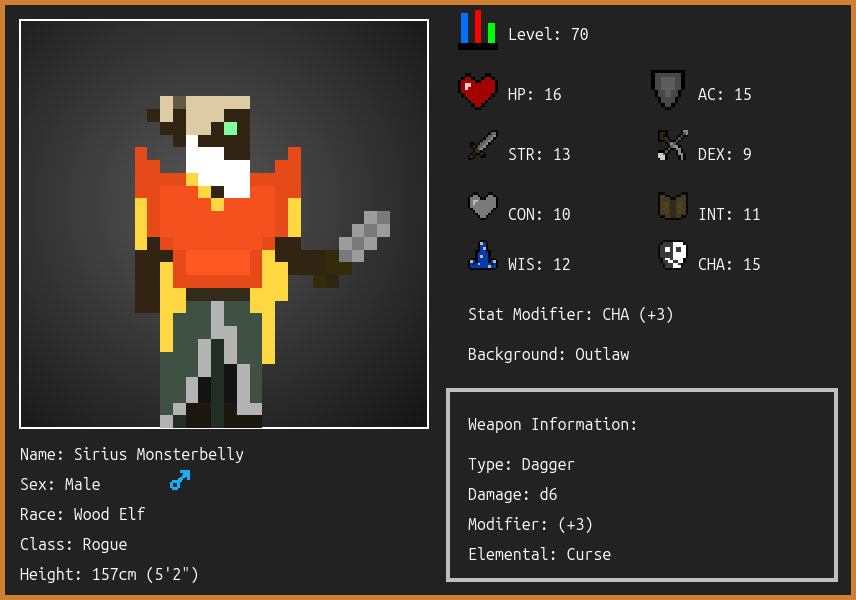 Level: 70
HP: 16
AC: 15
STR: 13
DEX: 9
CON: 10
INT: 11
WIS: 12
CHA: 15
Stat Modifier: CHA (+3)
Background: Outlaw
Weapon Information:
Type: Dagger
Damage: d6
Modifier: (+3)
Elemental: Curse
Name: Sirius Monsterbelly
Sex: Male
Race: Wood Elf
Class: Rogue
Height: 157cm (5'2")